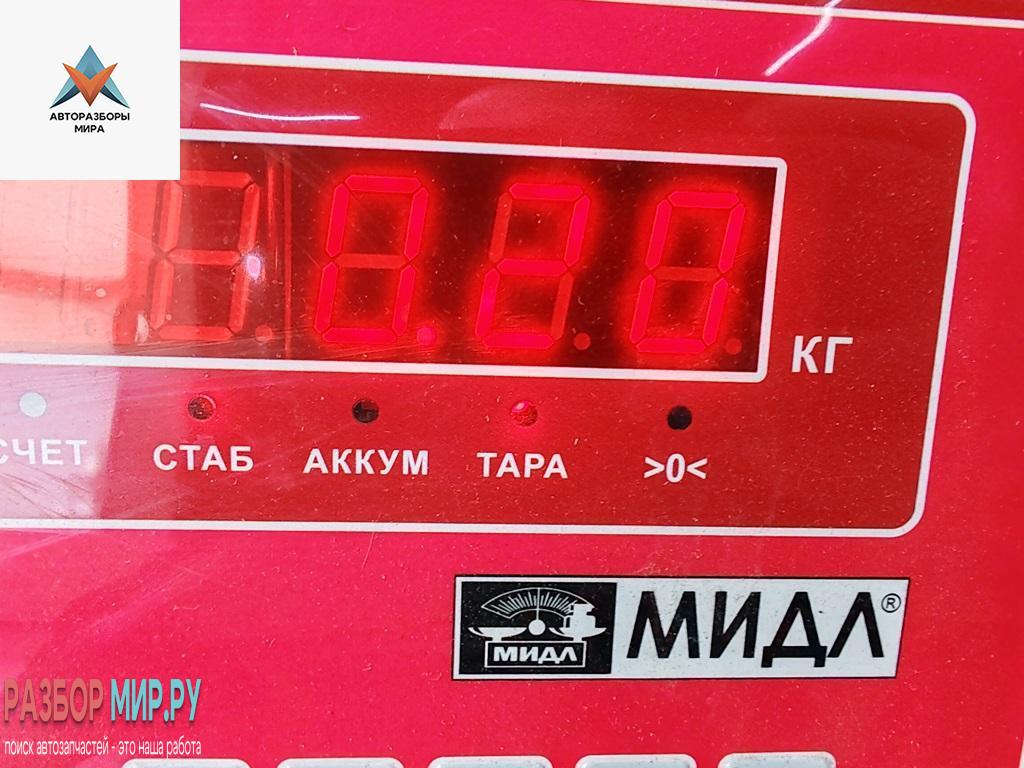 АВТОРАЗБОРЫ
МИРА
0.20
КГ
СЧЕТ СТАБ АККУМ ТАРА >0<
МИДЛ МИДЛ®
РАЗБОР МИР.РУ
поиск автозапчастей - это наша работа